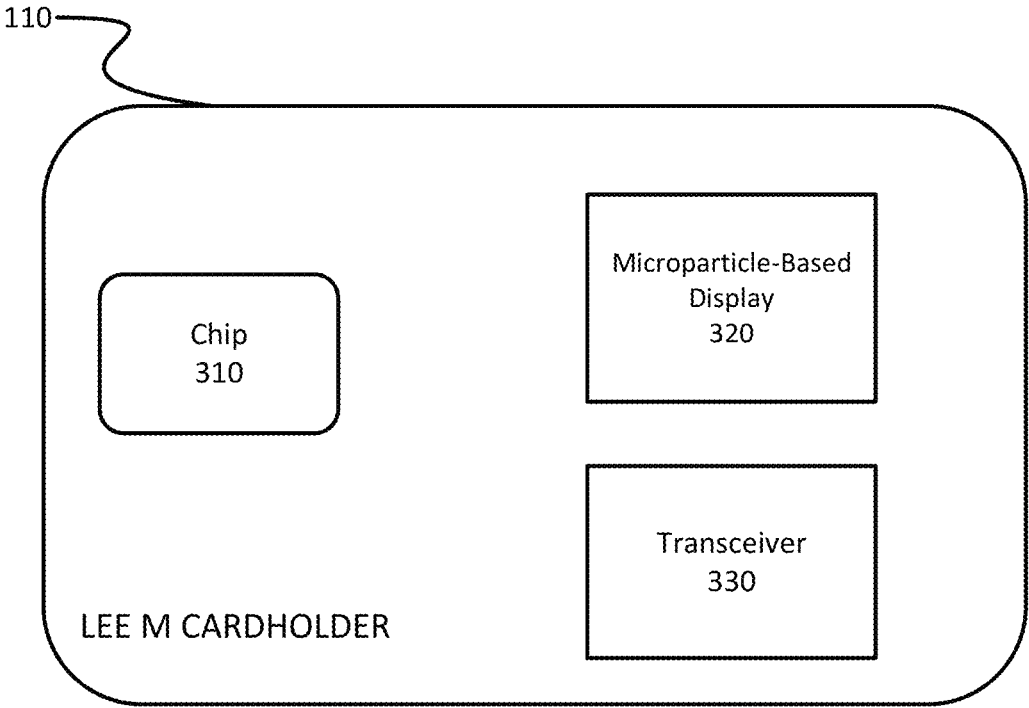 110
Chip
310
Microparticle-Based
Display
320
Transceiver
330
LEE M CARDHOLDER